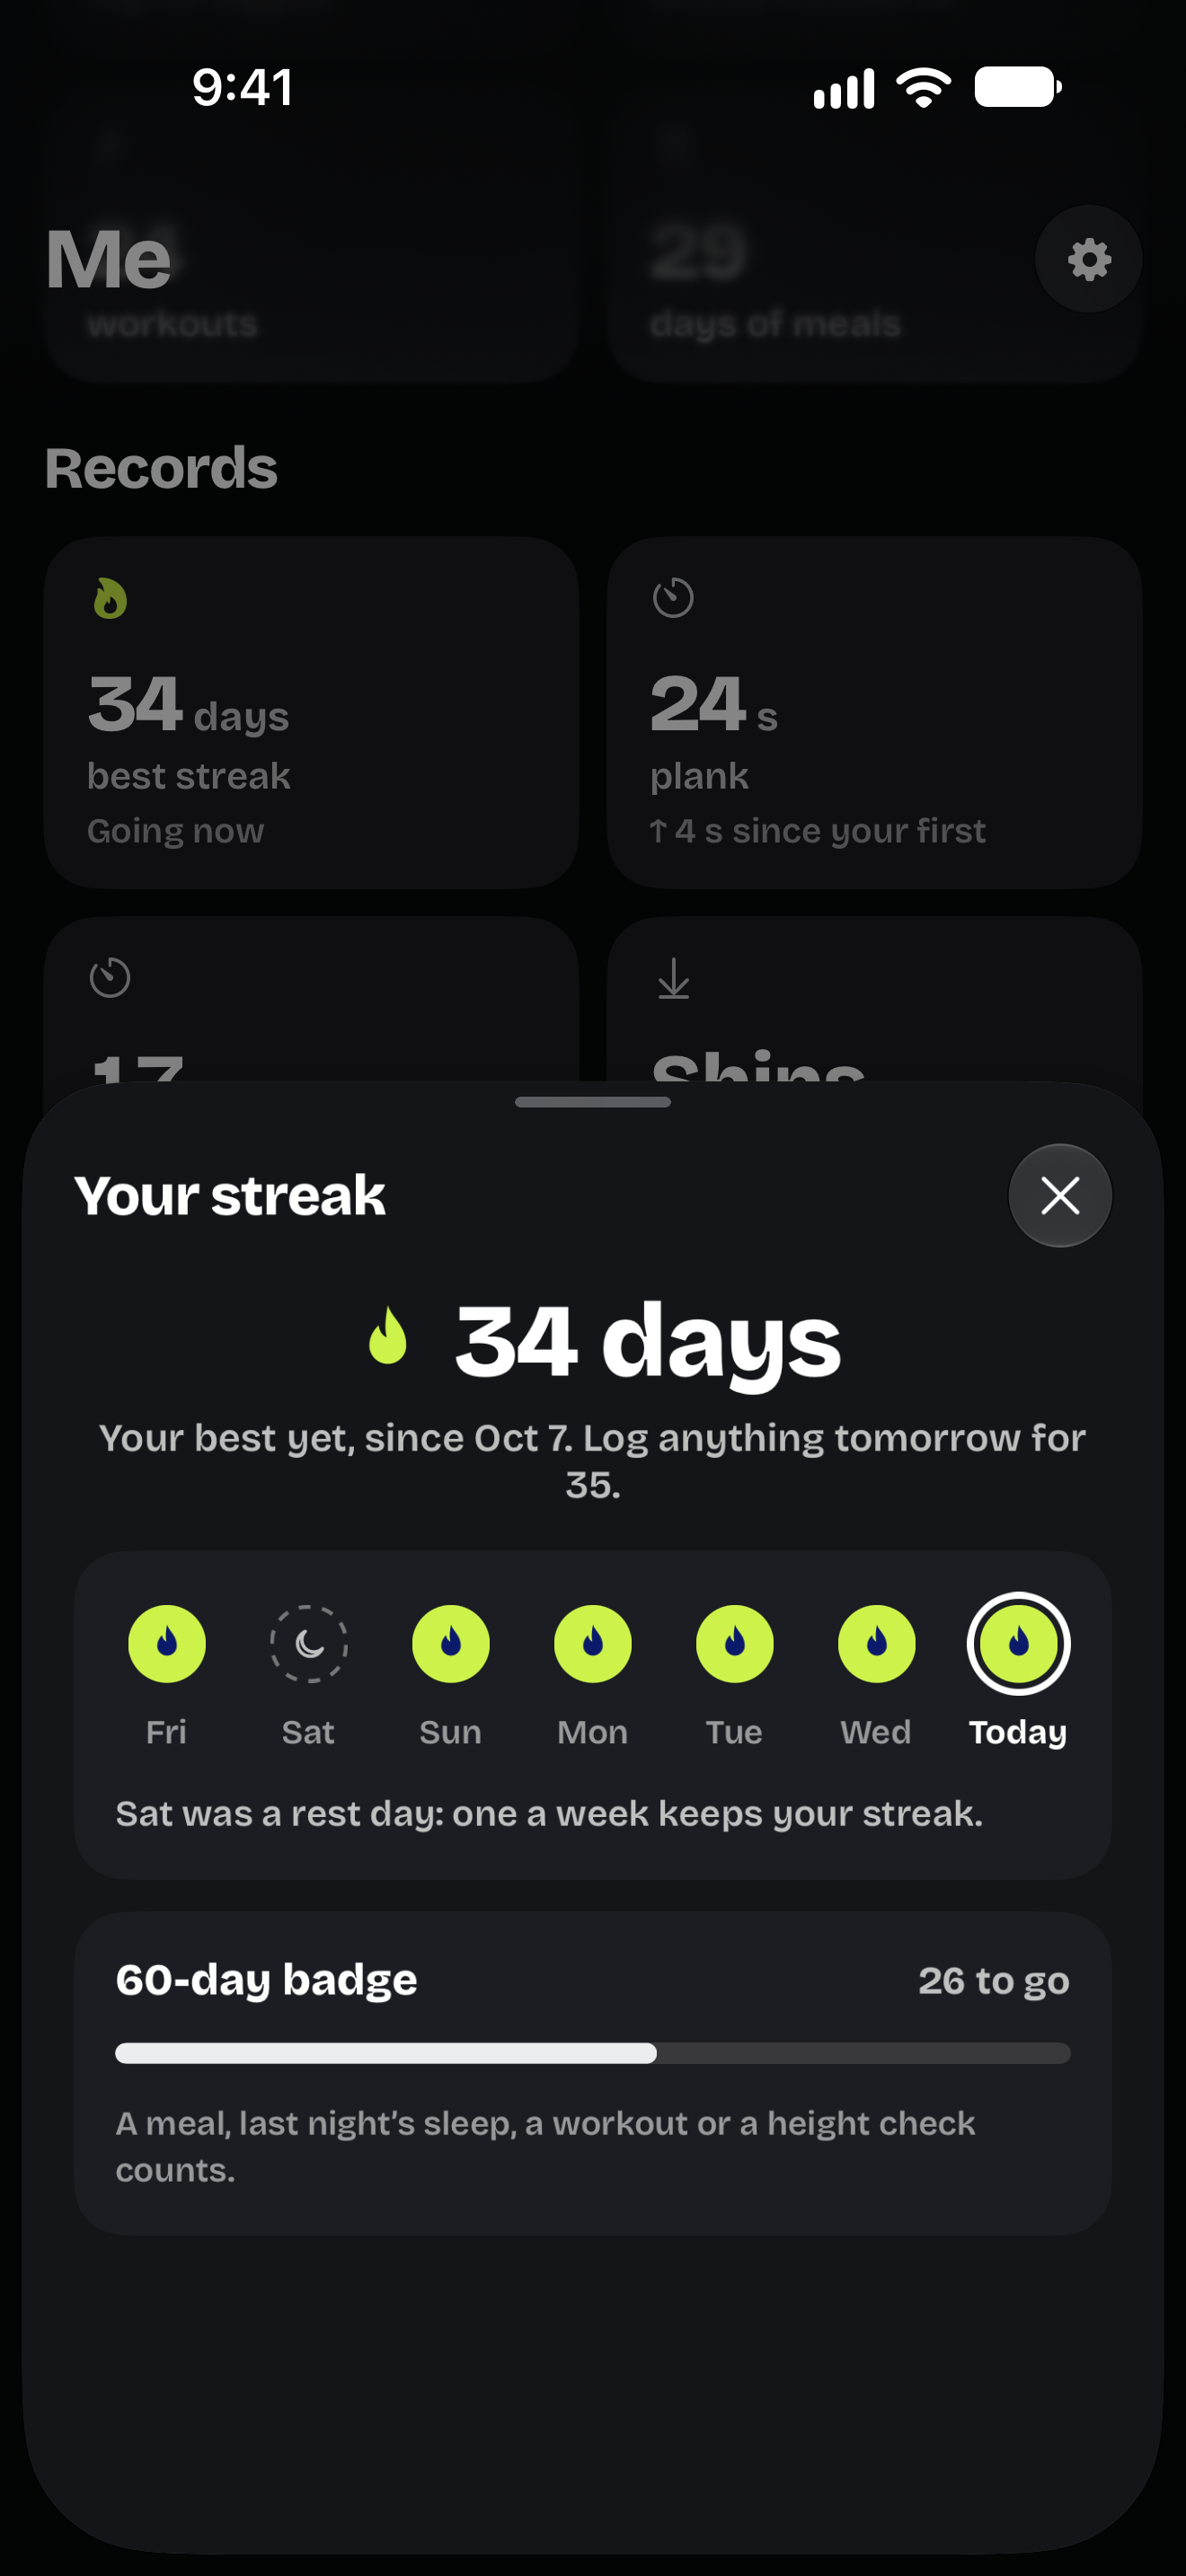 9:41
Me
29
workouts
days of meals
Records
34 days
best streak
Going now
24 s
plank
↑ 4 s since your first
17
Your streak
34 days
Your best yet, since Oct 7. Log anything tomorrow for
35.
Fri
Sat
Sun
Mon
Tue
Wed
Today
Sat was a rest day: one a week keeps your streak.
60-day badge
26 to go
A meal, last night's sleep, a workout or a height check
counts.